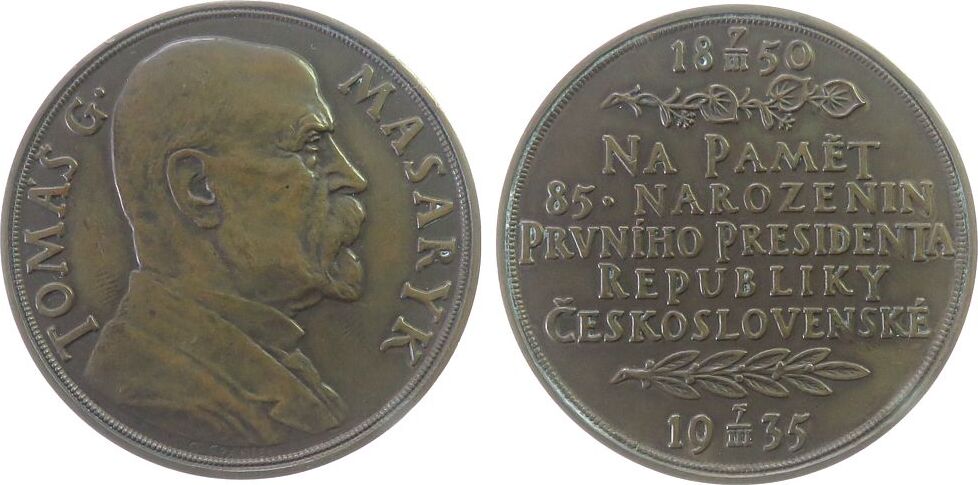 TOMÁŠ G. MASARYK
18 7/III 50
NA PAMĚT
85. NAROZENIN
PRVNÍHO PRESIDENTA
REPUBLIKY
ČESKOSLOVENSKÉ
19 7/III 35